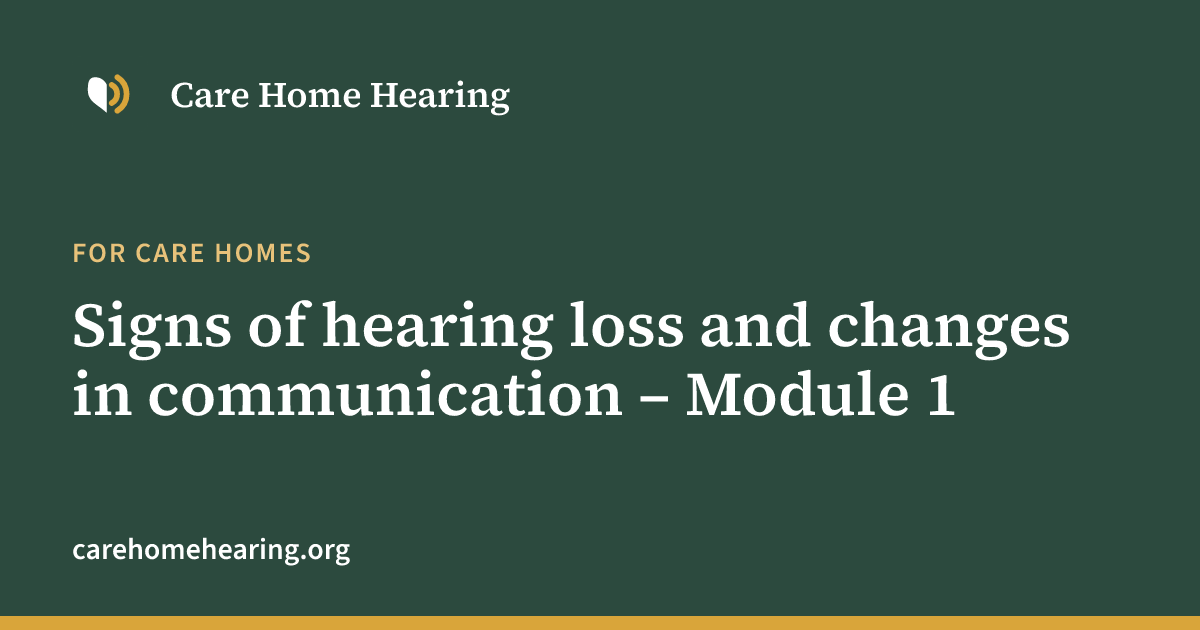 Care Home Hearing
FOR CARE HOMES
Signs of hearing loss and changes
in communication – Module 1
carehomehearing.org